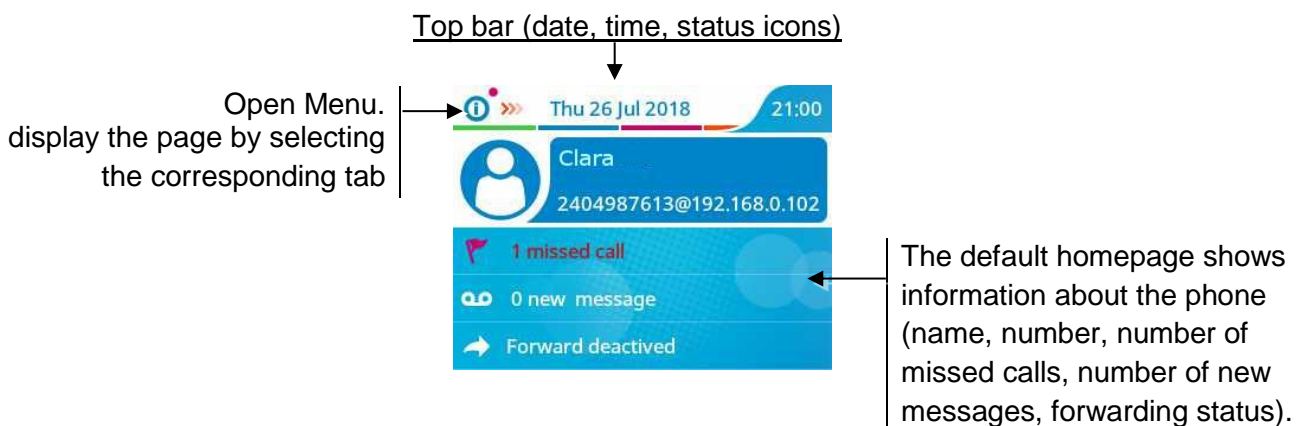 Top bar (date, time, status icons)
Open Menu.
display the page by selecting
the corresponding tab
Thu 26 Jul 2018
21:00
Clara
2404987613@192.168.0.102
1 missed call
0 new message
Forward deactived
The default homepage shows
information about the phone
(name, number, number of
missed calls, number of new
messages, forwarding status).